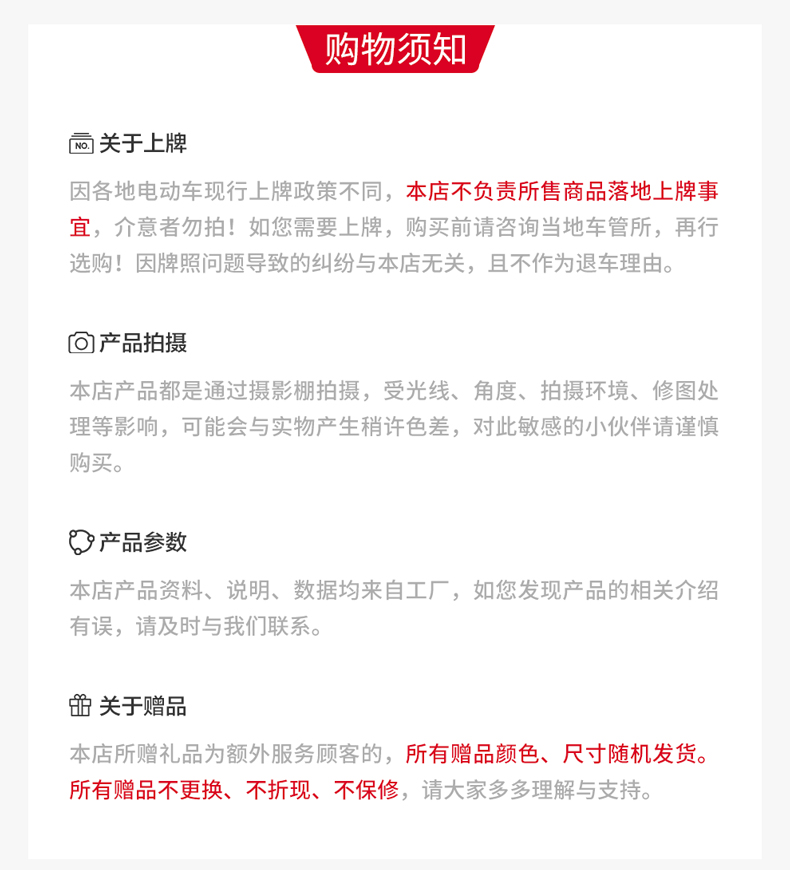 购物须知
NO. 关于上牌
因各地电动车现行上牌政策不同，本店不负责所售商品落地上牌事
宜，介意者勿拍！如您需要上牌，购买前请咨询当地车管所，再行
选购！因牌照问题导致的纠纷与本店无关，且不作为退车理由。
产品拍摄
本店产品都是通过摄影棚拍摄，受光线、角度、拍摄环境、修图处
理等影响，可能会与实物产生稍许色差，对此敏感的小伙伴请谨慎
购买。
产品参数
本店产品资料、说明、数据均来自工厂，如您发现产品的相关介绍
有误，请及时与我们联系。
关于赠品
本店所赠礼品为额外服务顾客的，所有赠品颜色、尺寸随机发货。
所有赠品不更换、不折现、不保修，请大家多多理解与支持。